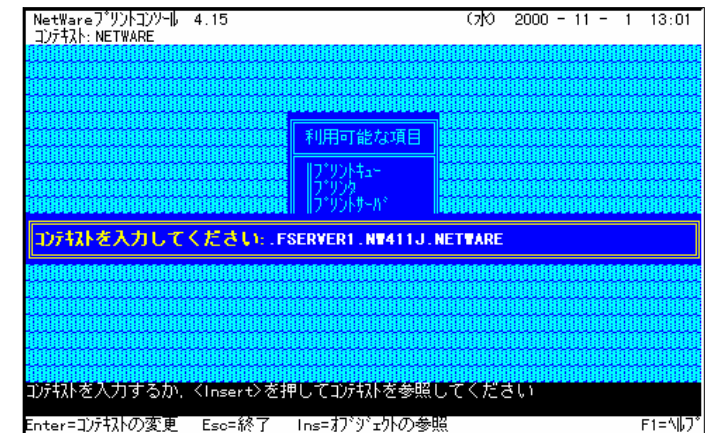 NetWareﾌﾟﾘﾝﾄｺﾝｿｰﾙ 4.15 (水) 2000 - 11 - 1 13:01
ｺﾝﾃｷｽﾄ: NETWARE
利用可能な項目
ﾌﾟﾘﾝﾄｷｭｰ
ﾌﾟﾘﾝﾀ
ﾌﾟﾘﾝﾄｻｰﾊﾞ
ｺﾝﾃｷｽﾄを入力してください: .FSERVER1.NW411J.NETWARE
ｺﾝﾃｷｽﾄを入力するか, <Insert>を押してｺﾝﾃｷｽﾄを参照してください
Enter=ｺﾝﾃｷｽﾄの変更 Esc=終了 Ins=ｵﾌﾞｼﾞｪｸﾄの参照 F1=ﾍﾙﾌﾟ